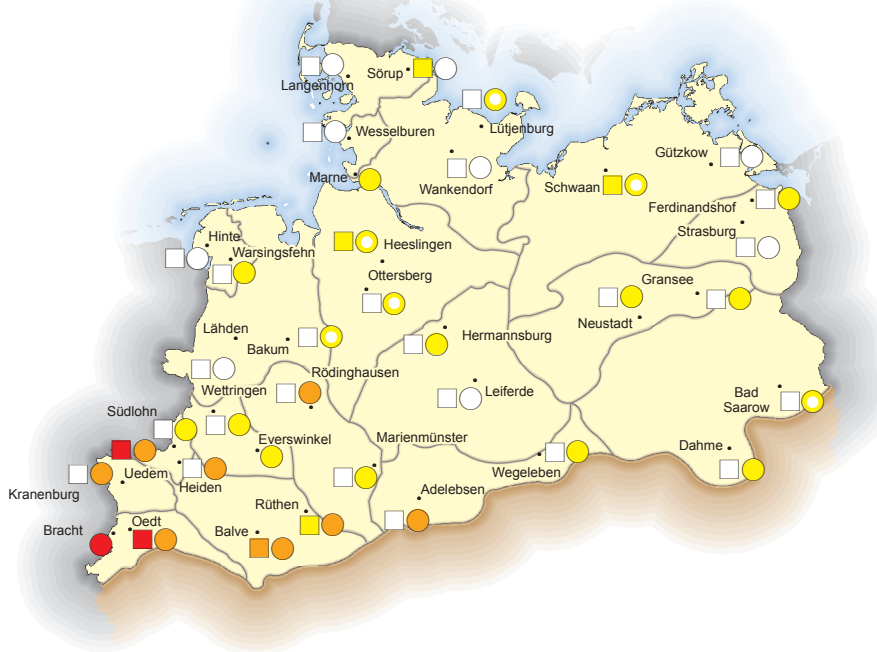 Langenhorn
Sörup
Lütjenburg
Wesselburen
Wankendorf
Gützkow
Marne
Schwaan
Ferdinandshof
Strasburg
Hinte
Warsingsfehn
Heeslingen
Ottersberg
Gransee
Neustadt
Lähden
Bakum
Hermannsburg
Rödinghausen
Wettringen
Leiferde
Bad
Saarow
Südlohn
Everswinkel
Marienmünster
Dahme
Uedem
Heiden
Wegeleben
Kranenburg
Adelebsen
Rüthen
Bracht
Oedt
Balve